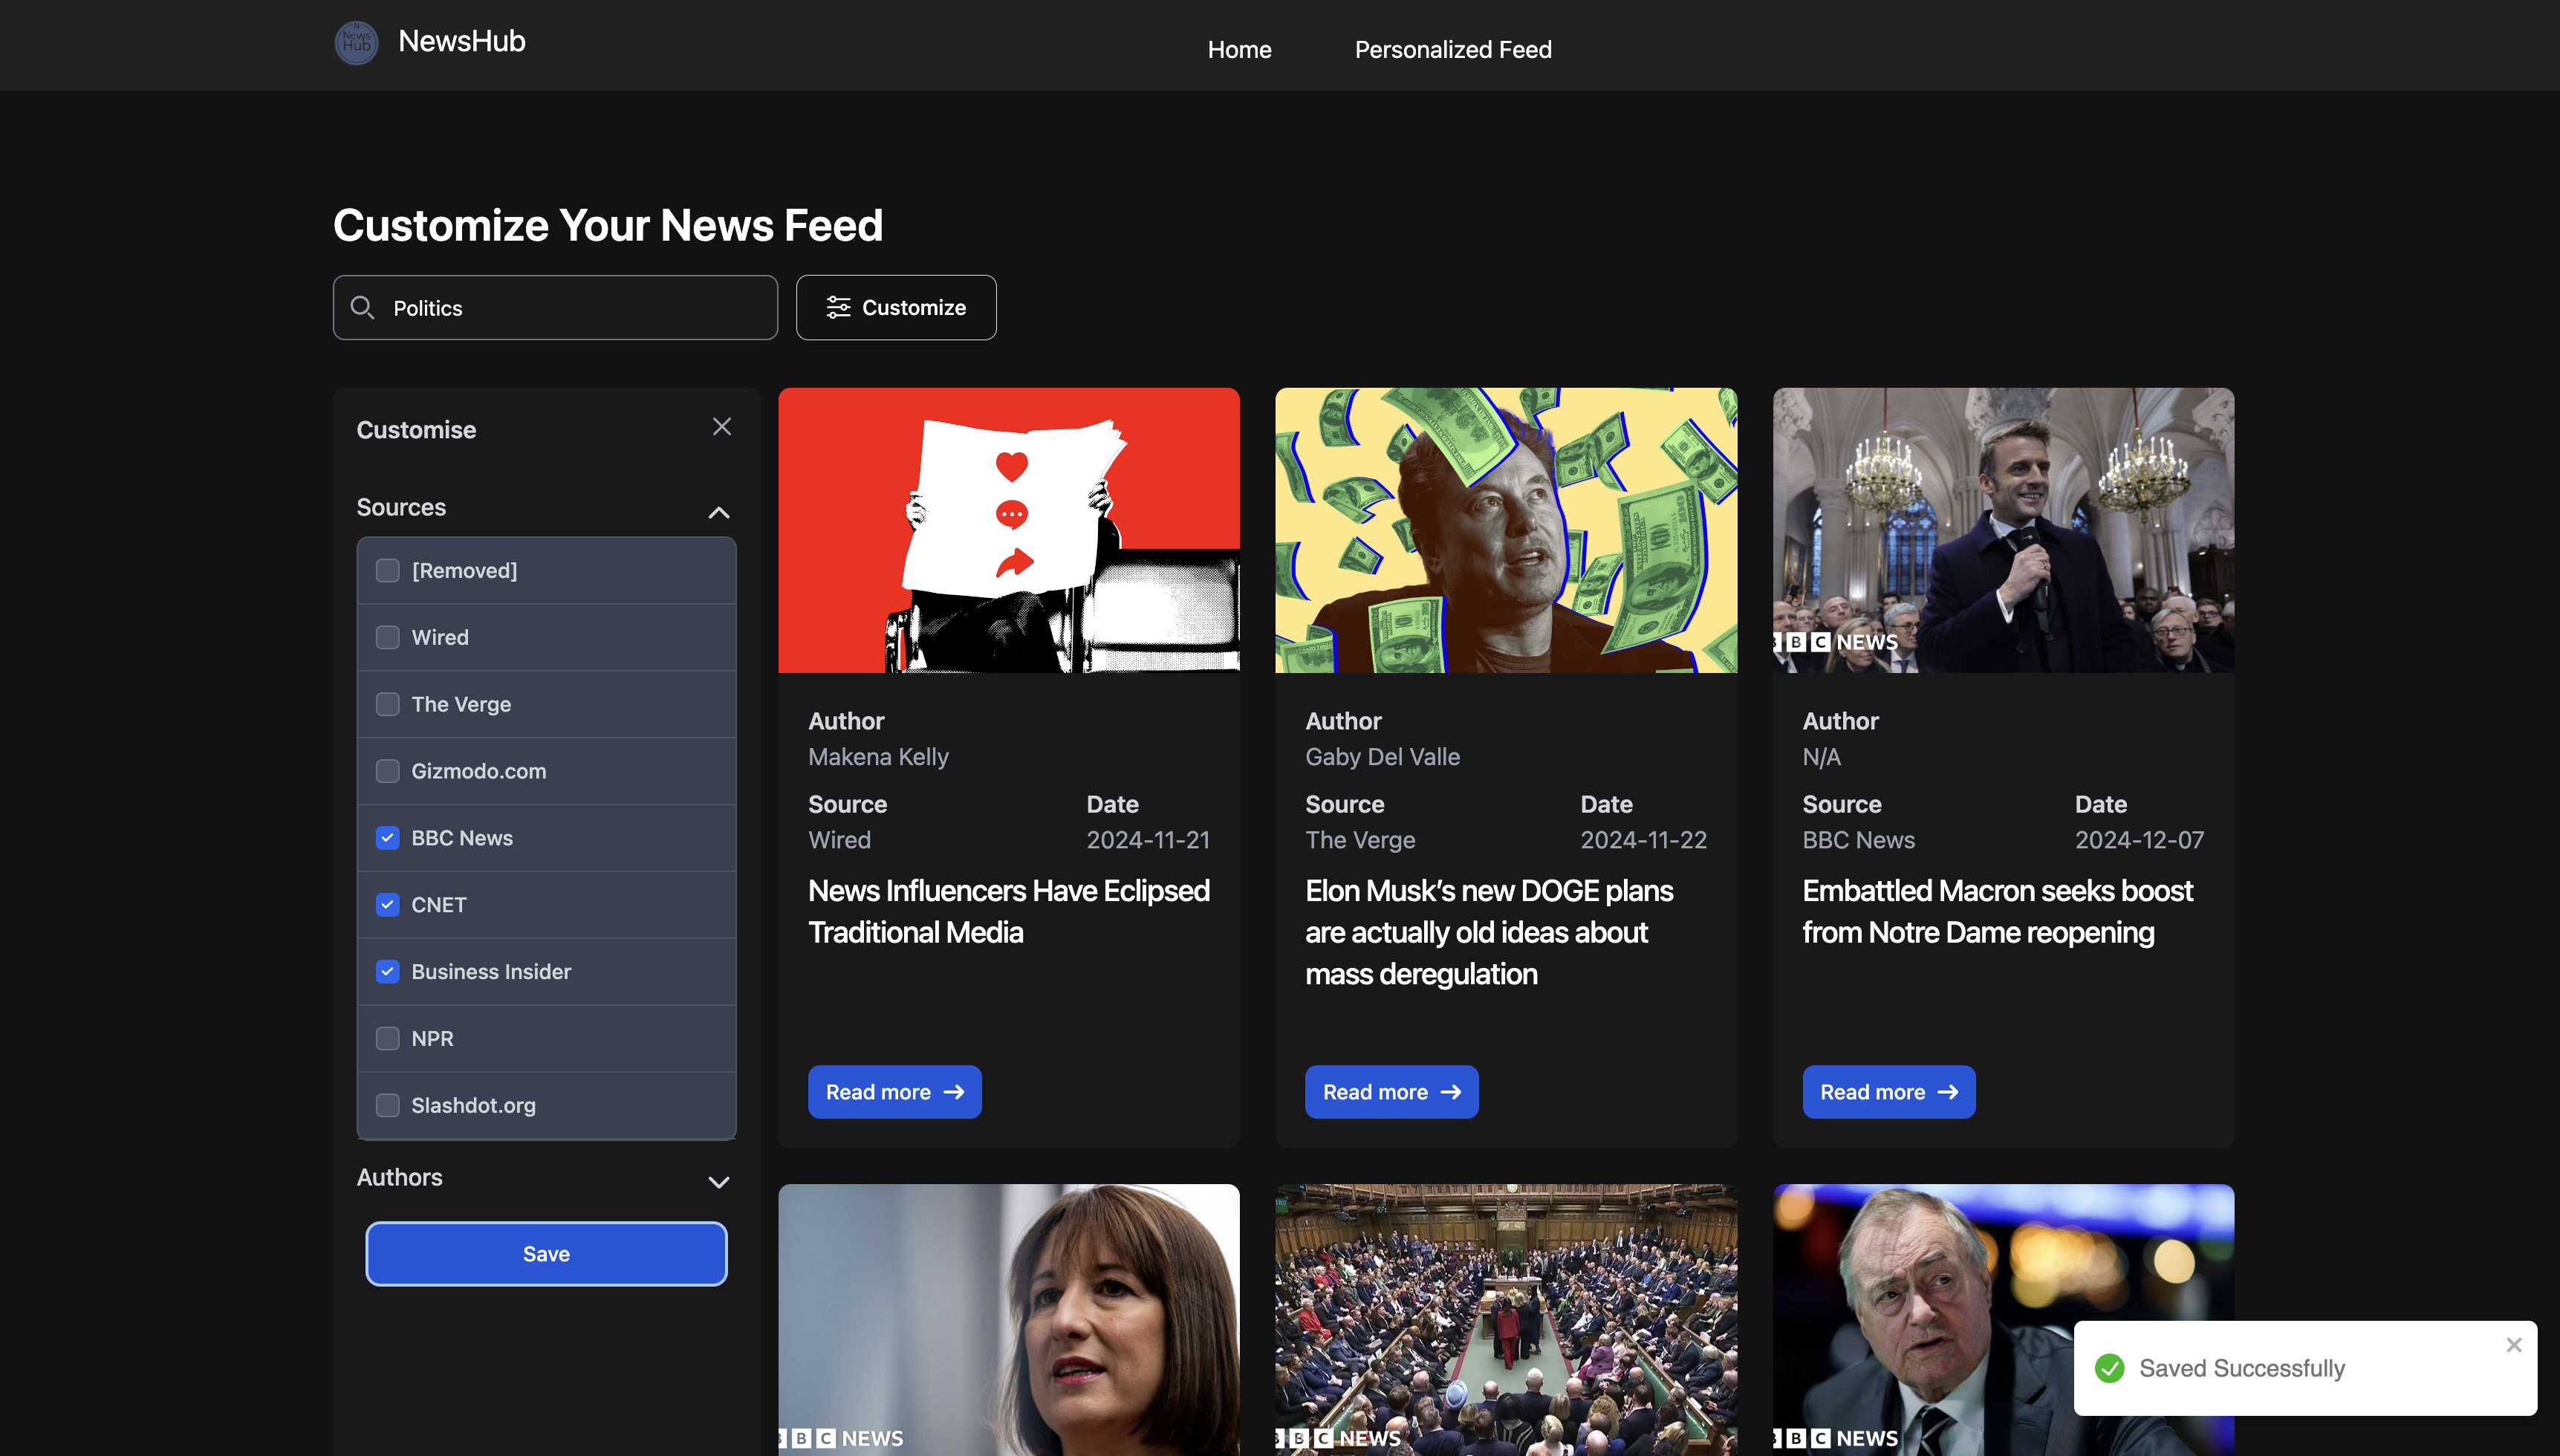 N
News
Hub
NewsHub
Home
Personalized Feed
Customize Your News Feed
Politics
Customize
Customise
Sources
[Removed]
Wired
The Verge
Gizmodo.com
BBC News
CNET
Business Insider
NPR
Slashdot.org
Authors
Save
Author
Makena Kelly
Source
Date
Wired
2024-11-21
News Influencers Have Eclipsed
Traditional Media
Read more
Author
Gaby Del Valle
Source
Date
The Verge
2024-11-22
Elon Musk’s new DOGE plans
are actually old ideas about
mass deregulation
Read more
BBC NEWS
Author
N/A
Source
Date
BBC News
2024-12-07
Embattled Macron seeks boost
from Notre Dame reopening
Read more
BBC NEWS
BBC NEWS
BBC NEWS
Saved Successfully